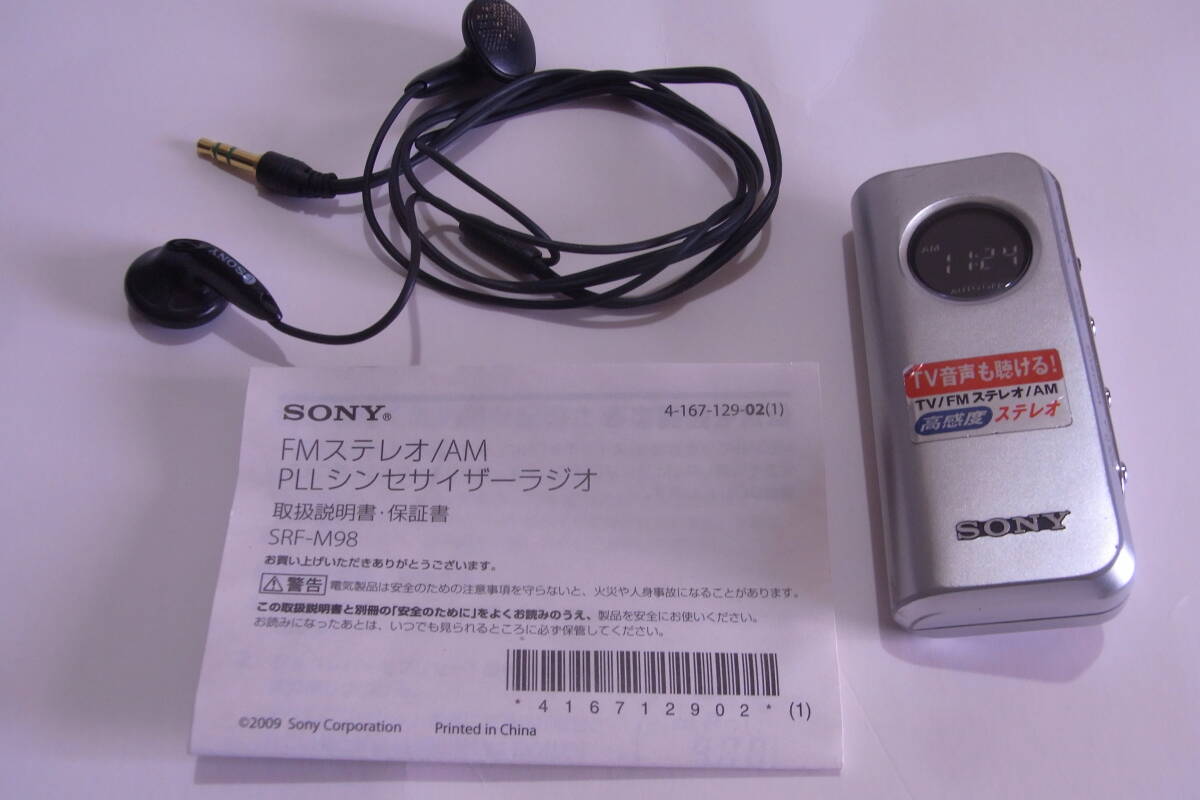 SONY
AM
11:24
TV音声も聴ける!
TV/FMステレオ/AM
高感度 ステレオ
SONY
SONY®
4-167-129-02(1)
FMステレオ/AM
PLLシンセサイザーラジオ
取扱説明書・保証書
SRF-M98
お買い上げいただきありがとうございます。
警告 電気製品は安全のための注意事項を守らないと、火災や人身事故になることがあります。
この取扱説明書と別冊の「安全のために」をよくお読みのうえ、製品を安全にお使いください。
お読みになったあとは、いつでも見られるところに必ず保管してください。
* 4 1 6 7 1 2 9 0 2 * (1)
©2009 Sony Corporation Printed in China